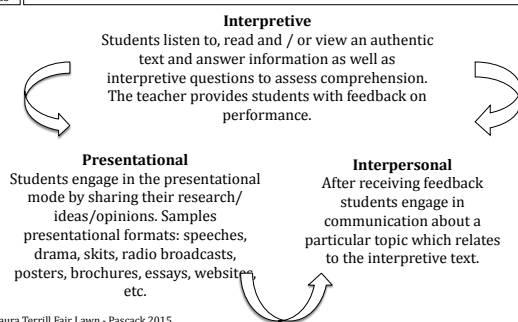 Interpretive
Students listen to, read and / or view an authentic
text and answer information as well as
interpretive questions to assess comprehension.
The teacher provides students with feedback on
performance.
Presentational
Students engage in the presentational
mode by sharing their research/
ideas/opinions. Samples
presentational formats: speeches,
drama, skits, radio broadcasts,
posters, brochures, essays, websites,
etc.
Interpersonal
After receiving feedback
students engage in
communication about a
particular topic which relates
to the interpretive text.
Terrill Fair Lawn - Pascack 2015